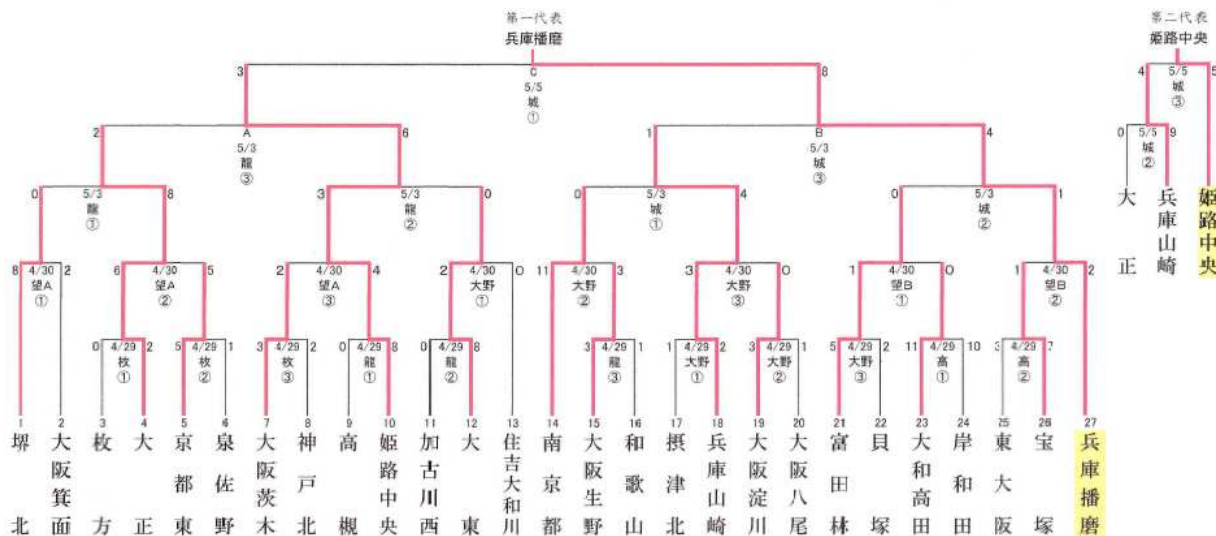 第一代表
兵庫播磨
第二代表
姫路中央
3 C 8
5/5
城
①
4 5/5 5
城
③
2 A 6
5/3
龍
③
1 B 4
5/3
城
③
0 5/5 9
城
②
大正
兵庫山崎
姫路中央
0 5/3 8
龍
①
3 5/3 0
龍
②
1 5/3 4
城
①
0 5/3 1
城
②
8 4/30 2
望A
①
6 4/30 5
望A
②
2 4/30 4
望A
③
2 4/30 0
大野
①
11 4/30 3
大野
②
3 4/30 0
大野
③
1 4/30 0
望B
①
1 4/30 2
望B
②
0 4/29 2
枚
①
5 4/29 1
枚
②
3 4/29 2
枚
③
0 4/29 8
龍
①
0 4/29 8
龍
②
3 4/29 1
龍
③
1 4/29 2
大野
①
3 4/29 1
大野
②
5 4/29 2
大野
③
11 4/29 10
高
①
3 4/29 7
高
②
1 堺北
2 大阪箕面
3 枚方
4 大正
5 京都東
6 泉佐野
7 大阪茨木
8 神戸北
9 高槻
10 姫路中央
11 加古川西
12 大東
13 住吉大和川
14 南京都
15 大阪生野
16 和歌山
17 摂津北
18 兵庫山崎
19 大阪淀川
20 大阪八尾
21 富田林
22 貝塚
23 大和高田
24 岸和田
25 東大阪
26 宝塚
27 兵庫播磨